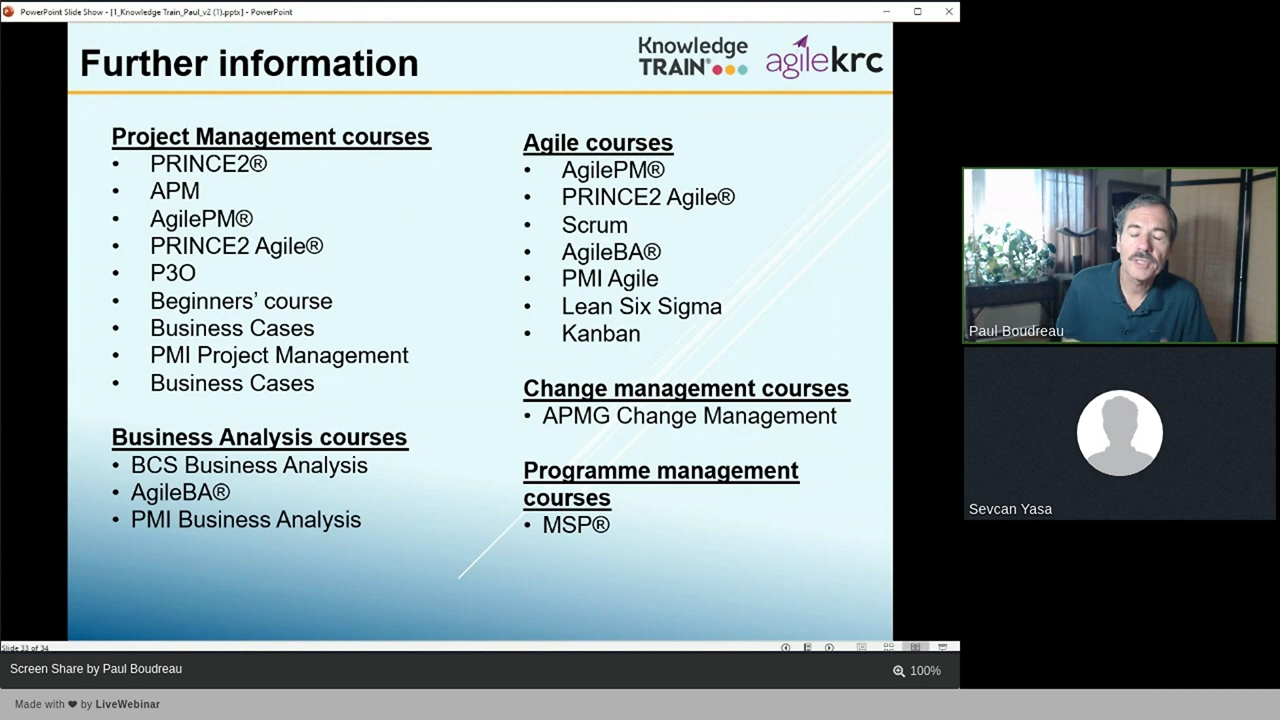 PowerPoint Slide Show - [1_Knowledge Train_Paul_v2 (1).pptx] - PowerPoint
Further information
Knowledge
TRAIN®
agilekrc
Project Management courses
• PRINCE2®
• APM
• AgilePM®
• PRINCE2 Agile®
• P3O
• Beginners’ course
• Business Cases
• PMI Project Management
• Business Cases
Business Analysis courses
• BCS Business Analysis
• AgileBA®
• PMI Business Analysis
Agile courses
• AgilePM®
• PRINCE2 Agile®
• Scrum
• AgileBA®
• PMI Agile
• Lean Six Sigma
• Kanban
Change management courses
• APMG Change Management
Programme management
courses
• MSP®
Paul Boudreau
Sevcan Yasa
Slide 33 of 34
Screen Share by Paul Boudreau
100%
Made with ❤ by LiveWebinar